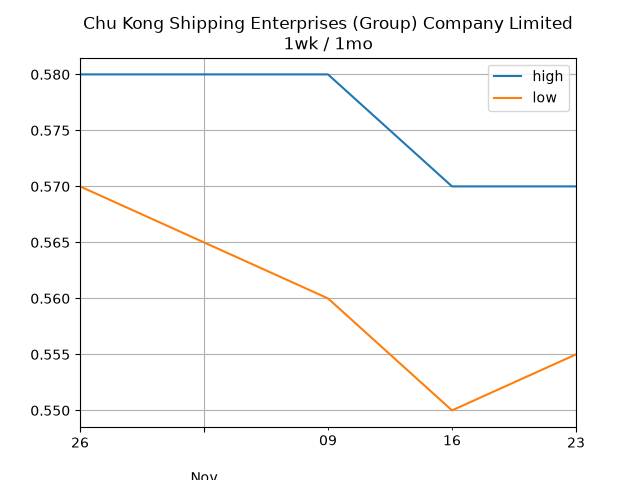 Chu Kong Shipping Enterprises (Group) Company Limited
1wk / 1mo
high
low
0.580
0.575
0.570
0.565
0.560
0.555
0.550
26
09
16
23
Nov